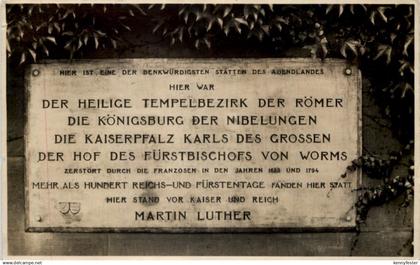 HIER IST EINE DER DENKWÜRDIGSTEN STÄTTEN DES ABENDLANDES
HIER WAR
DER HEILIGE TEMPELBEZIRK DER RÖMER
DIE KÖNIGSBURG DER NIBELUNGEN
DIE KAISERPFALZ KARLS DES GROSSEN
DER HOF DES FÜRSTBISCHOFS VON WORMS
ZERSTÖRT DURCH DIE FRANZOSEN IN DEN JAHREN 1689 UND 1794
MEHR ALS HUNDERT REICHS-UND FÜRSTENTAGE FANDEN HIER STATT
HIER STAND VOR KAISER UND REICH
MARTIN LUTHER
kennyfester